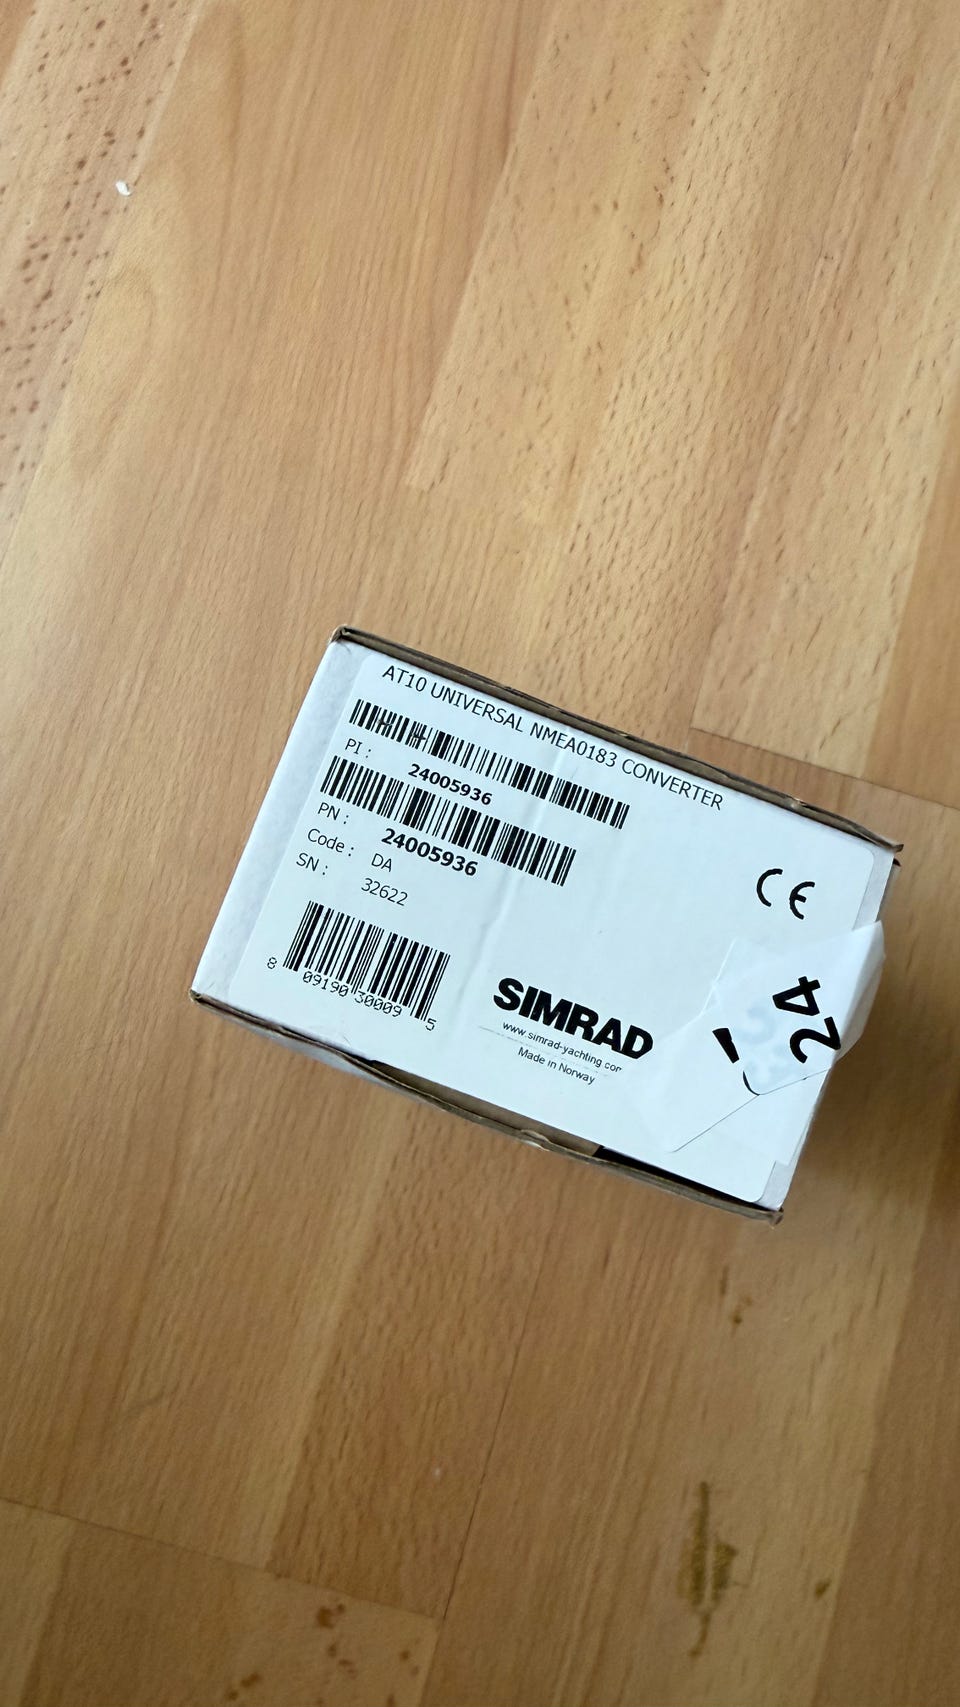 AT10 UNIVERSAL NMEA0183 CONVERTER
PI :
24005936
PN :
24005936
Code : DA
SN : 32622
8 09190 30009 5
CE
SIMRAD
www.simrad-yachting.com
Made in Norway
24